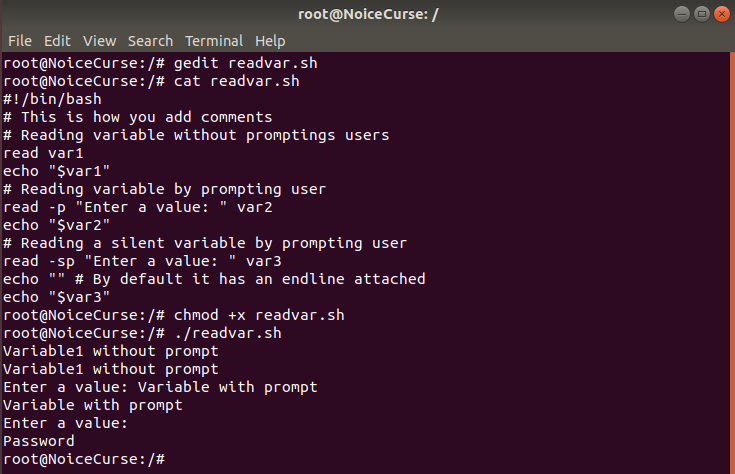 root@NoiceCurse: /
File Edit View Search Terminal Help
root@NoiceCurse:/# gedit readvar.sh
root@NoiceCurse:/# cat readvar.sh
#!/bin/bash
# This is how you add comments
# Reading variable without promptings users
read var1
echo "$var1"
# Reading variable by prompting user
read -p "Enter a value: " var2
echo "$var2"
# Reading a silent variable by prompting user
read -sp "Enter a value: " var3
echo "" # By default it has an endline attached
echo "$var3"
root@NoiceCurse:/# chmod +x readvar.sh
root@NoiceCurse:/# ./readvar.sh
Variable1 without prompt
Variable1 without prompt
Enter a value: Variable with prompt
Variable with prompt
Enter a value:
Password
root@NoiceCurse:/#